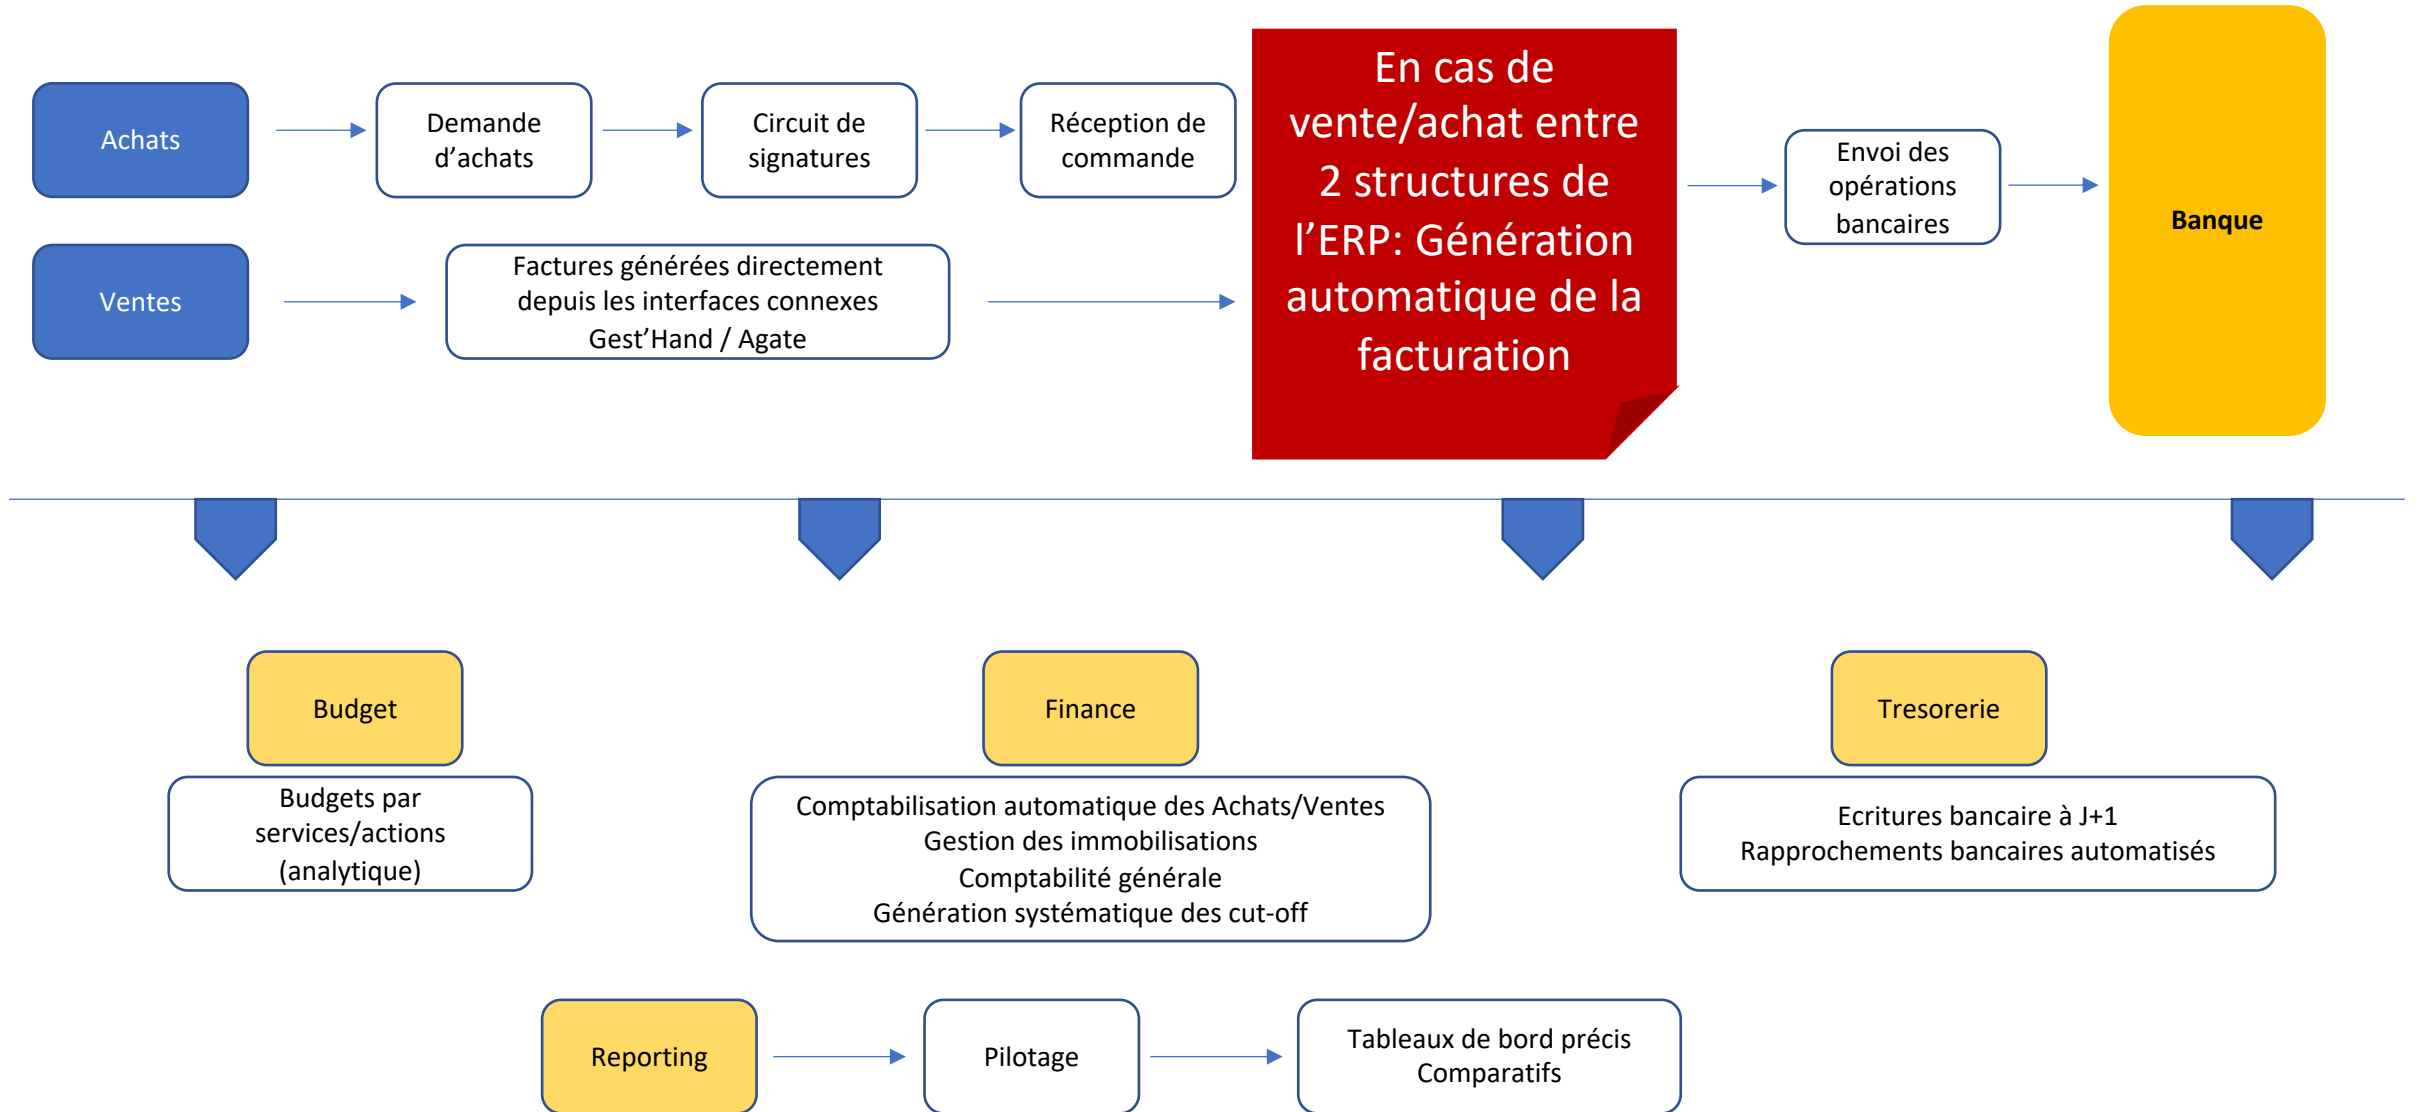 Achats
Demande
d’achats
Circuit de
signatures
Réception de
commande
Ventes
Factures générées directement
depuis les interfaces connexes
Gest’Hand / Agate
En cas de
vente/achat entre
2 structures de
l’ERP: Génération
automatique de la
facturation
Envoi des
opérations
bancaires
Banque
Budget
Budgets par
services/actions
(analytique)
Finance
Comptabilisation automatique des Achats/Ventes
Gestion des immobilisations
Comptabilité générale
Génération systématique des cut-off
Tresorerie
Ecritures bancaire à J+1
Rapprochements bancaires automatisés
Reporting
Pilotage
Tableaux de bord précis
Comparatifs